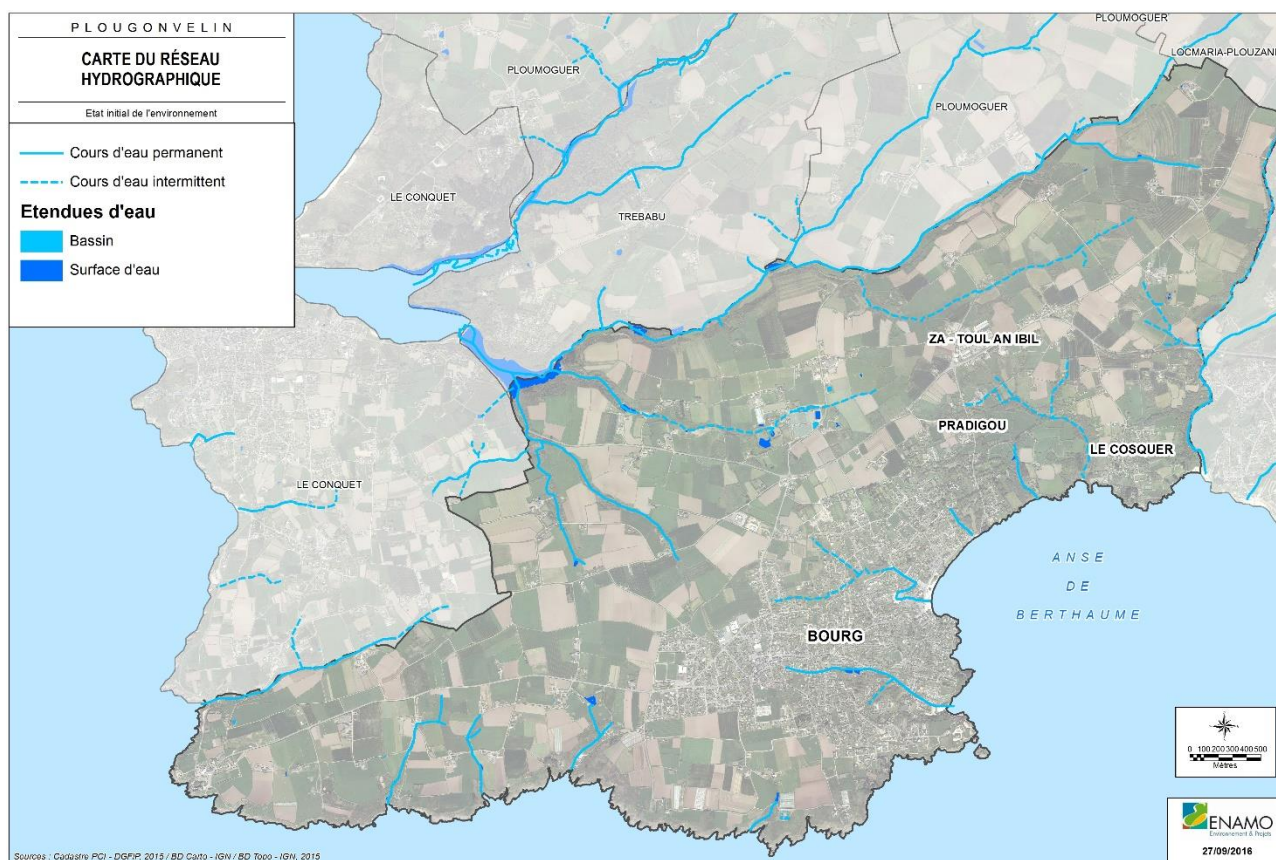 PLOUGONVELIN
CARTE DU RÉSEAU
HYDROGRAPHIQUE
Etat initial de l'environnement
Cours d'eau permanent
Cours d'eau intermittent
Etendues d'eau
Bassin
Surface d'eau
PLOUMOGUER
PLOUMOGUER
LOCMARIA-PLOUZANE
PLOUMOGUER
LE CONQUET
TREBABU
ZA - TOUL AN IBIL
PRADIGOU
LE COSQUER
LE CONQUET
ANSE
DE
BERTHAUME
BOURG
0 100 200 300 400 500
Mètres
ENAMO
Environnement & Projets
27/09/2016
Sources : Cadastre PCI - DGFIP, 2015 / BD Carto - IGN / BD Topo - IGN, 2015